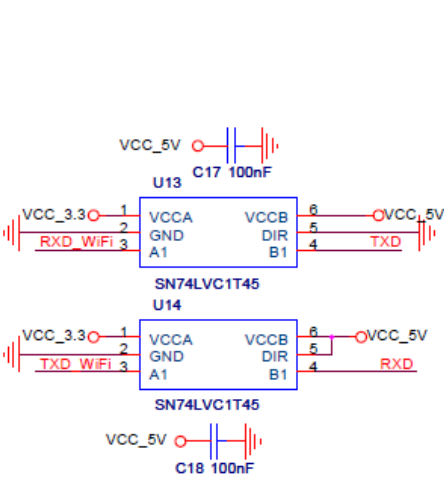 VCC_5V
C17 100nF
U13
VCC_3.3 1 VCCA VCCB 6 VCC_5V
2 GND DIR 5
RXD_WiFi 3 A1 B1 4 TXD
SN74LVC1T45
U14
VCC_3.3 1 VCCA VCCB 6 VCC_5V
2 GND DIR 5
TXD_WiFi 3 A1 B1 4 RXD
SN74LVC1T45
VCC_5V
C18 100nF